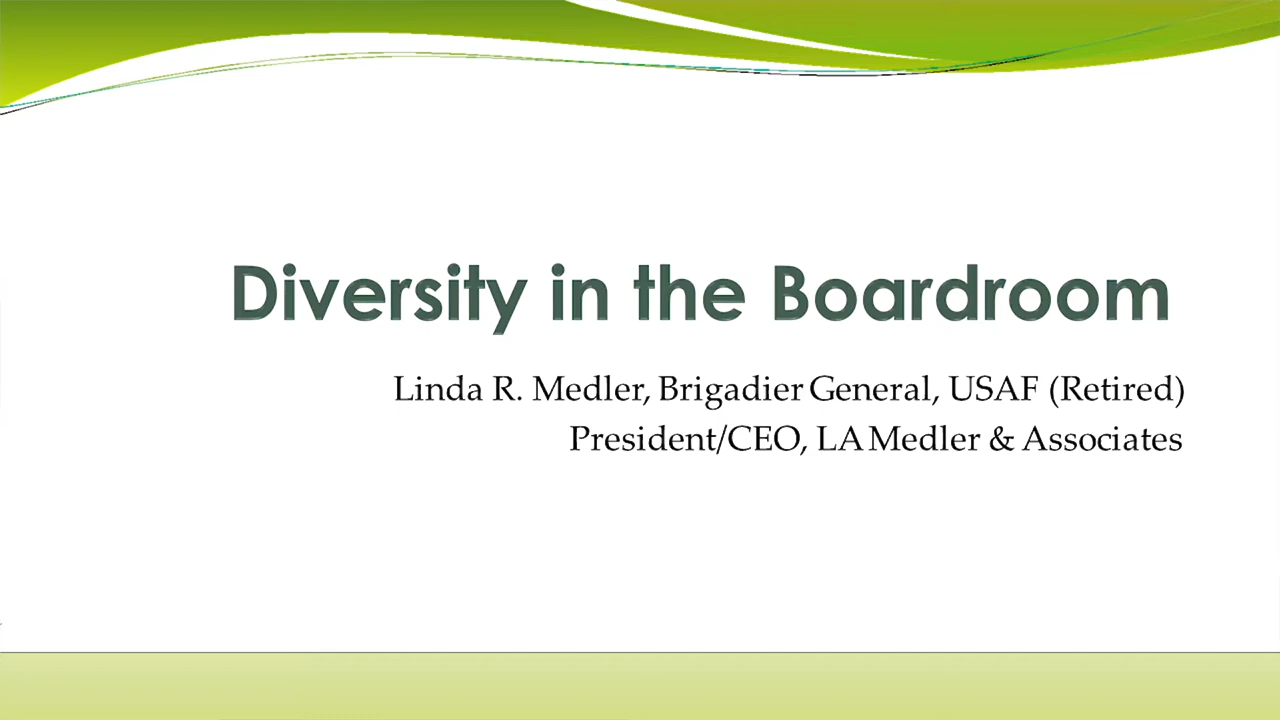 Diversity in the Boardroom
Linda R. Medler, Brigadier General, USAF (Retired)
President/CEO, LA Medler & Associates